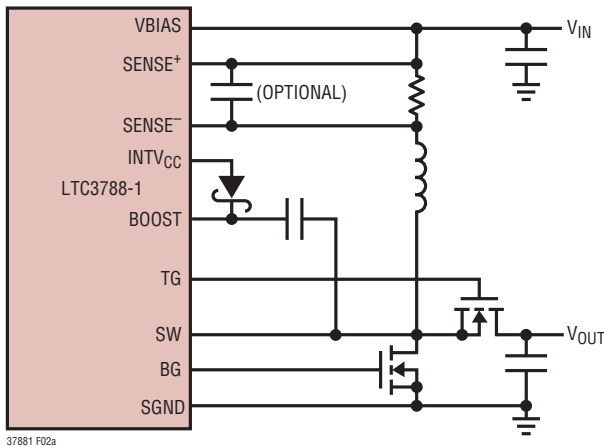 VBIAS
V_IN
SENSE⁺
(OPTIONAL)
SENSE⁻
INTV_CC
LTC3788-1
BOOST
TG
SW
V_OUT
BG
SGND
37881 F02a